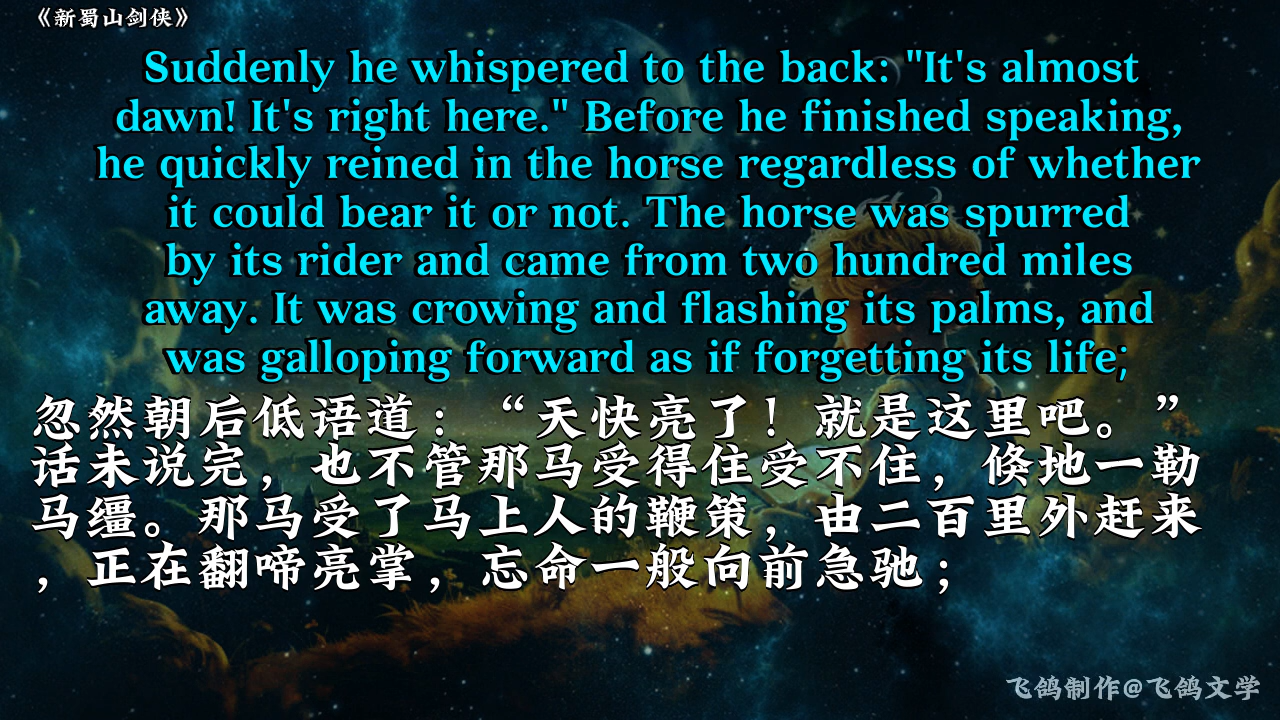 《新蜀山剑侠》
Suddenly he whispered to the back: "It's almost
dawn! It's right here." Before he finished speaking,
he quickly reined in the horse regardless of whether
it could bear it or not. The horse was spurred
by its rider and came from two hundred miles
away. It was crowing and flashing its palms, and
was galloping forward as if forgetting its life;
忽然朝后低语道：“天快亮了！就是这里吧。”
话未说完，也不管那马受得住受不住，倏地一勒
马缰。那马受了马上人的鞭策，由二百里外赶来
，正在翻啼亮掌，忘命一般向前急驰；
飞鸽制作@飞鸽文学